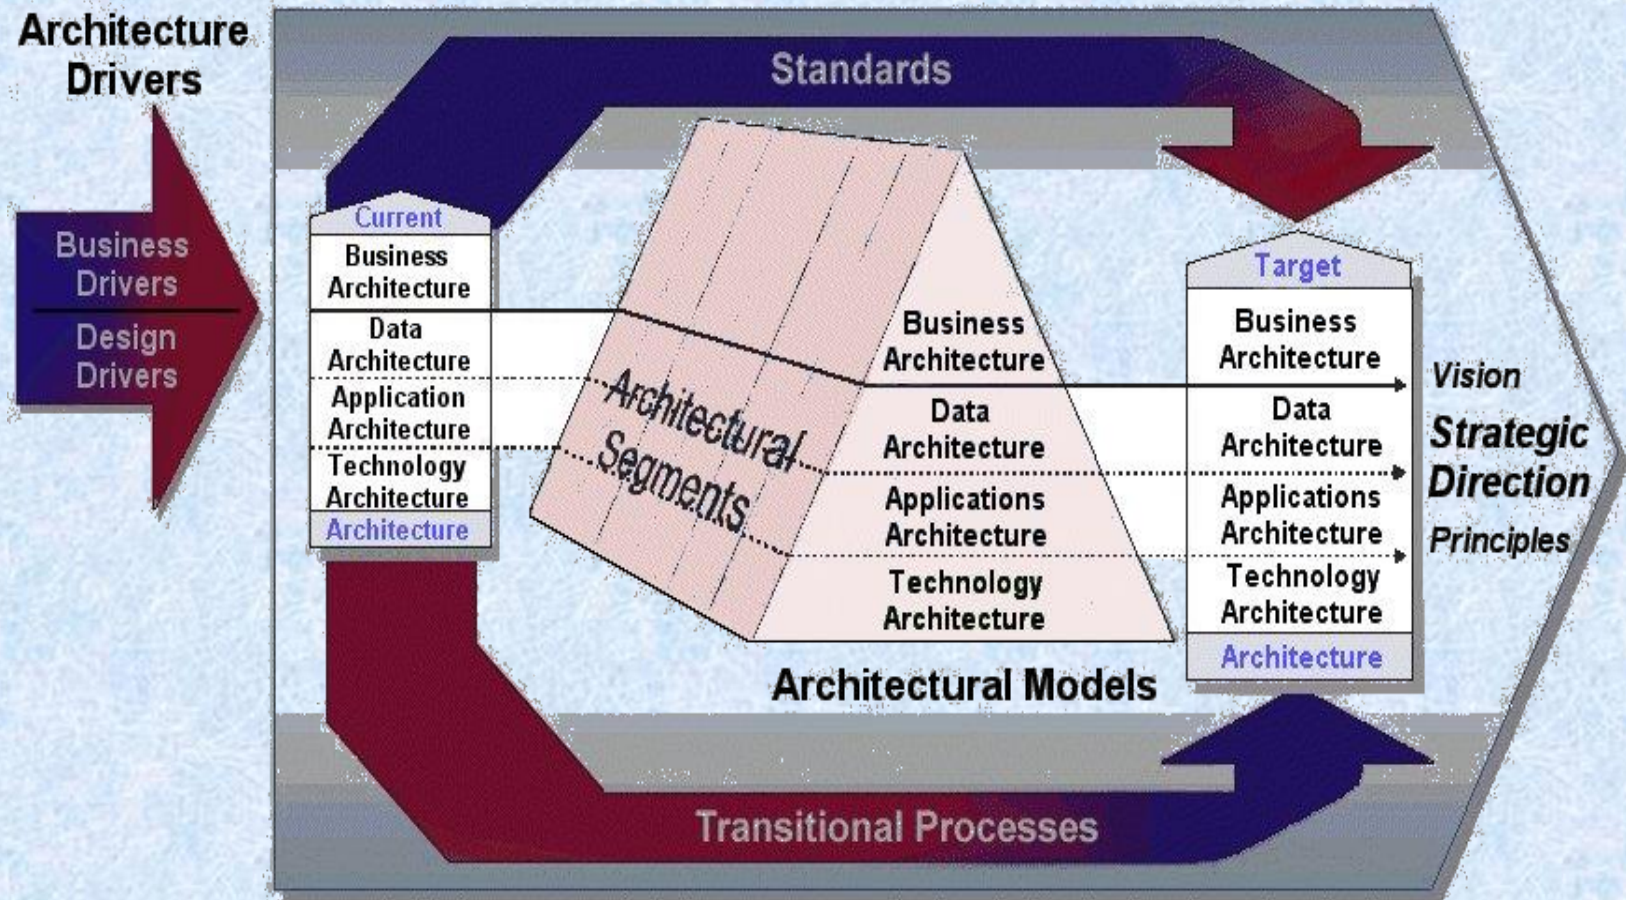 Architecture
Drivers
Business
Drivers
Design
Drivers
Standards
Current
Business
Architecture
Data
Architecture
Application
Architecture
Technology
Architecture
Architecture
Architectural
Segments
Business
Architecture
Data
Architecture
Applications
Architecture
Technology
Architecture
Architectural Models
Target
Business
Architecture
Data
Architecture
Applications
Architecture
Technology
Architecture
Architecture
Vision
Strategic
Direction
Principles
Transitional Processes